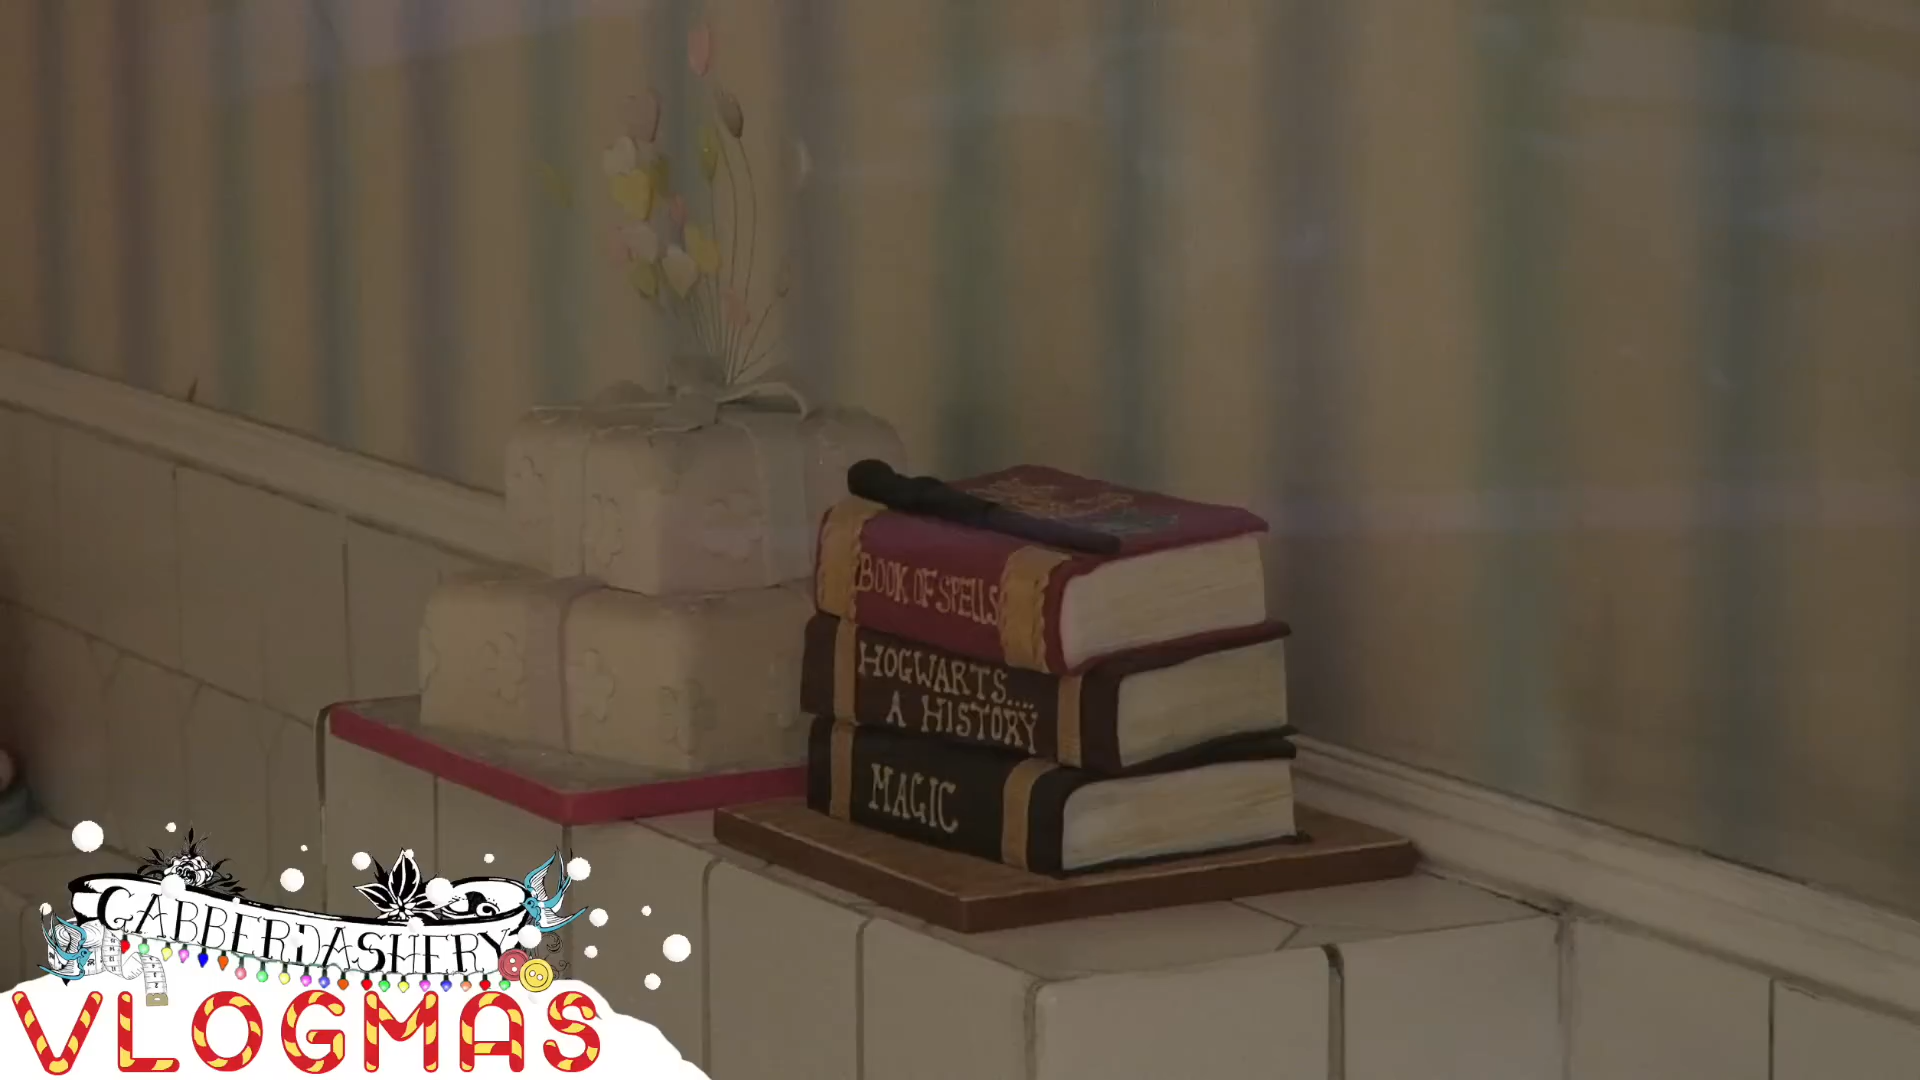 BOOK OF SPELLS
HOGWARTS....
A HISTORY
MAGIC
GABBERDASHERY
VLOGMAS